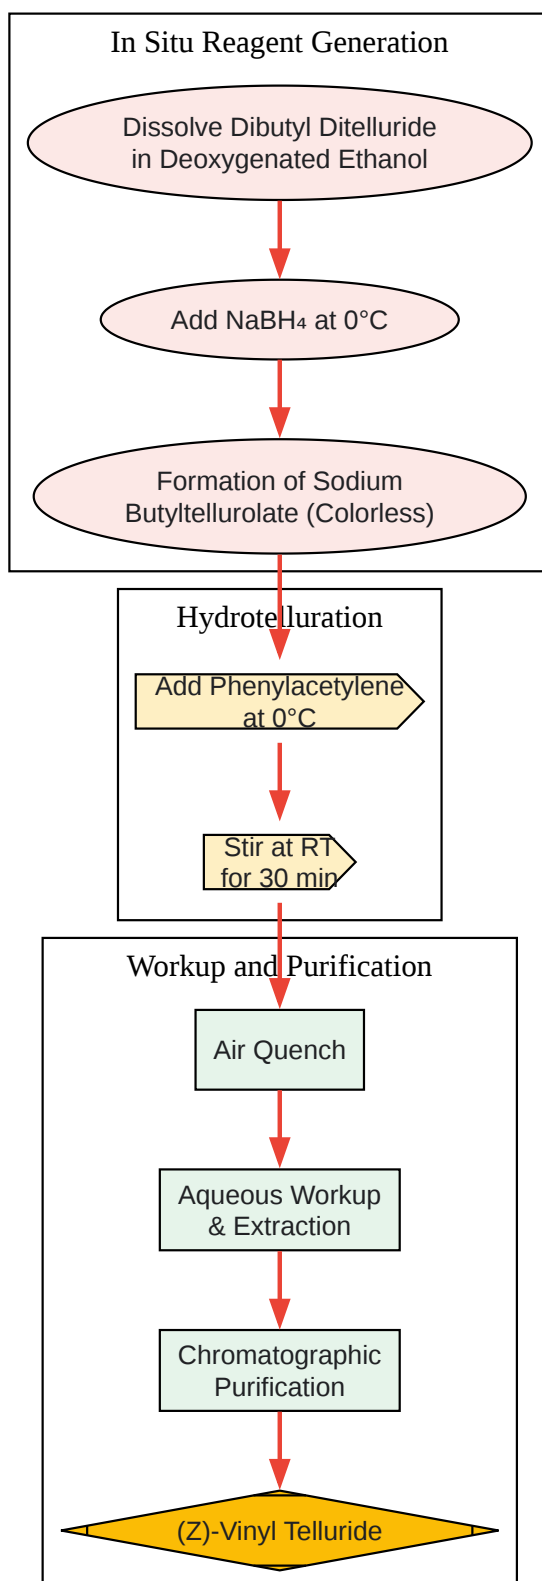 In Situ Reagent Generation
Dissolve Dibutyl Ditelluride
in Deoxygenated Ethanol
Add NaBH₄ at 0°C
Formation of Sodium
Butyltellurolate (Colorless)
Hydrotelluration
Add Phenylacetylene
at 0°C
Stir at RT
for 30 min
Workup and Purification
Air Quench
Aqueous Workup
& Extraction
Chromatographic
Purification
(Z)-Vinyl Telluride